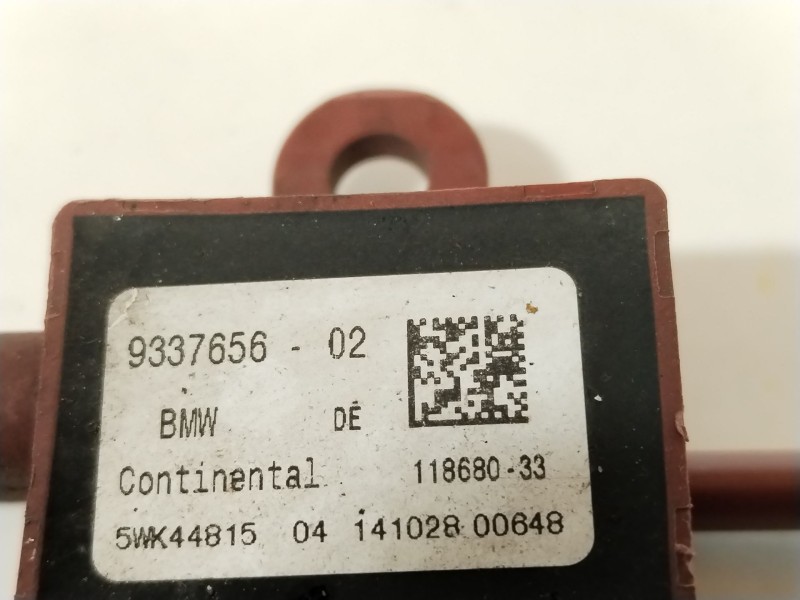 9337656 - 02
BMW DE
Continental 118680-33
5WK44815 04 141028 00648